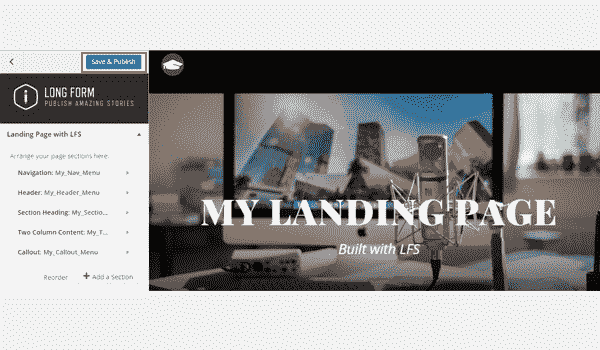 Save & Publish
LONG FORM
PUBLISH AMAZING STORIES
Landing Page with LFS
Arrange your page sections here:
Navigation: My_Nav_Menu
Header: My_Header_Menu
Section Heading: My_Sectio...
Two Column Content: My_T...
Callout: My_Callout_Menu
Reorder
+ Add a Section
MY LANDING PAGE
Built with LFS